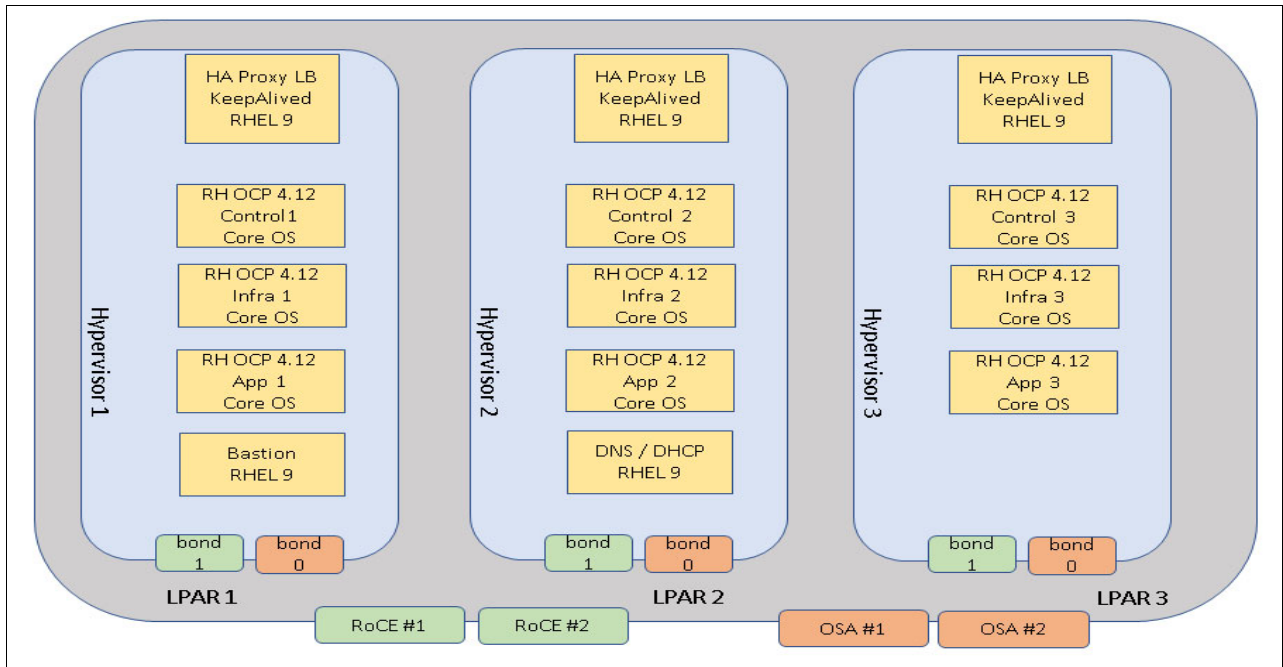 HA Proxy LB
KeepAlived
RHEL 9
RH OCP 4.12
Control1
Core OS
RH OCP 4.12
Infra 1
Core OS
RH OCP 4.12
App 1
Core OS
Bastion
RHEL 9
Hypervisor 1
bond
1
bond
0
LPAR 1
HA Proxy LB
KeepAlived
RHEL 9
RH OCP 4.12
Control 2
Core OS
RH OCP 4.12
Infra 2
Core OS
RH OCP 4.12
App 2
Core OS
DNS / DHCP
RHEL 9
Hypervisor 2
bond
1
bond
0
LPAR 2
HA Proxy LB
KeepAlived
RHEL 9
RH OCP 4.12
Control 3
Core OS
RH OCP 4.12
Infra 3
Core OS
RH OCP 4.12
App 3
Core OS
Hypervisor 3
bond
1
bond
0
LPAR 3
RoCE #1
RoCE #2
OSA #1
OSA #2